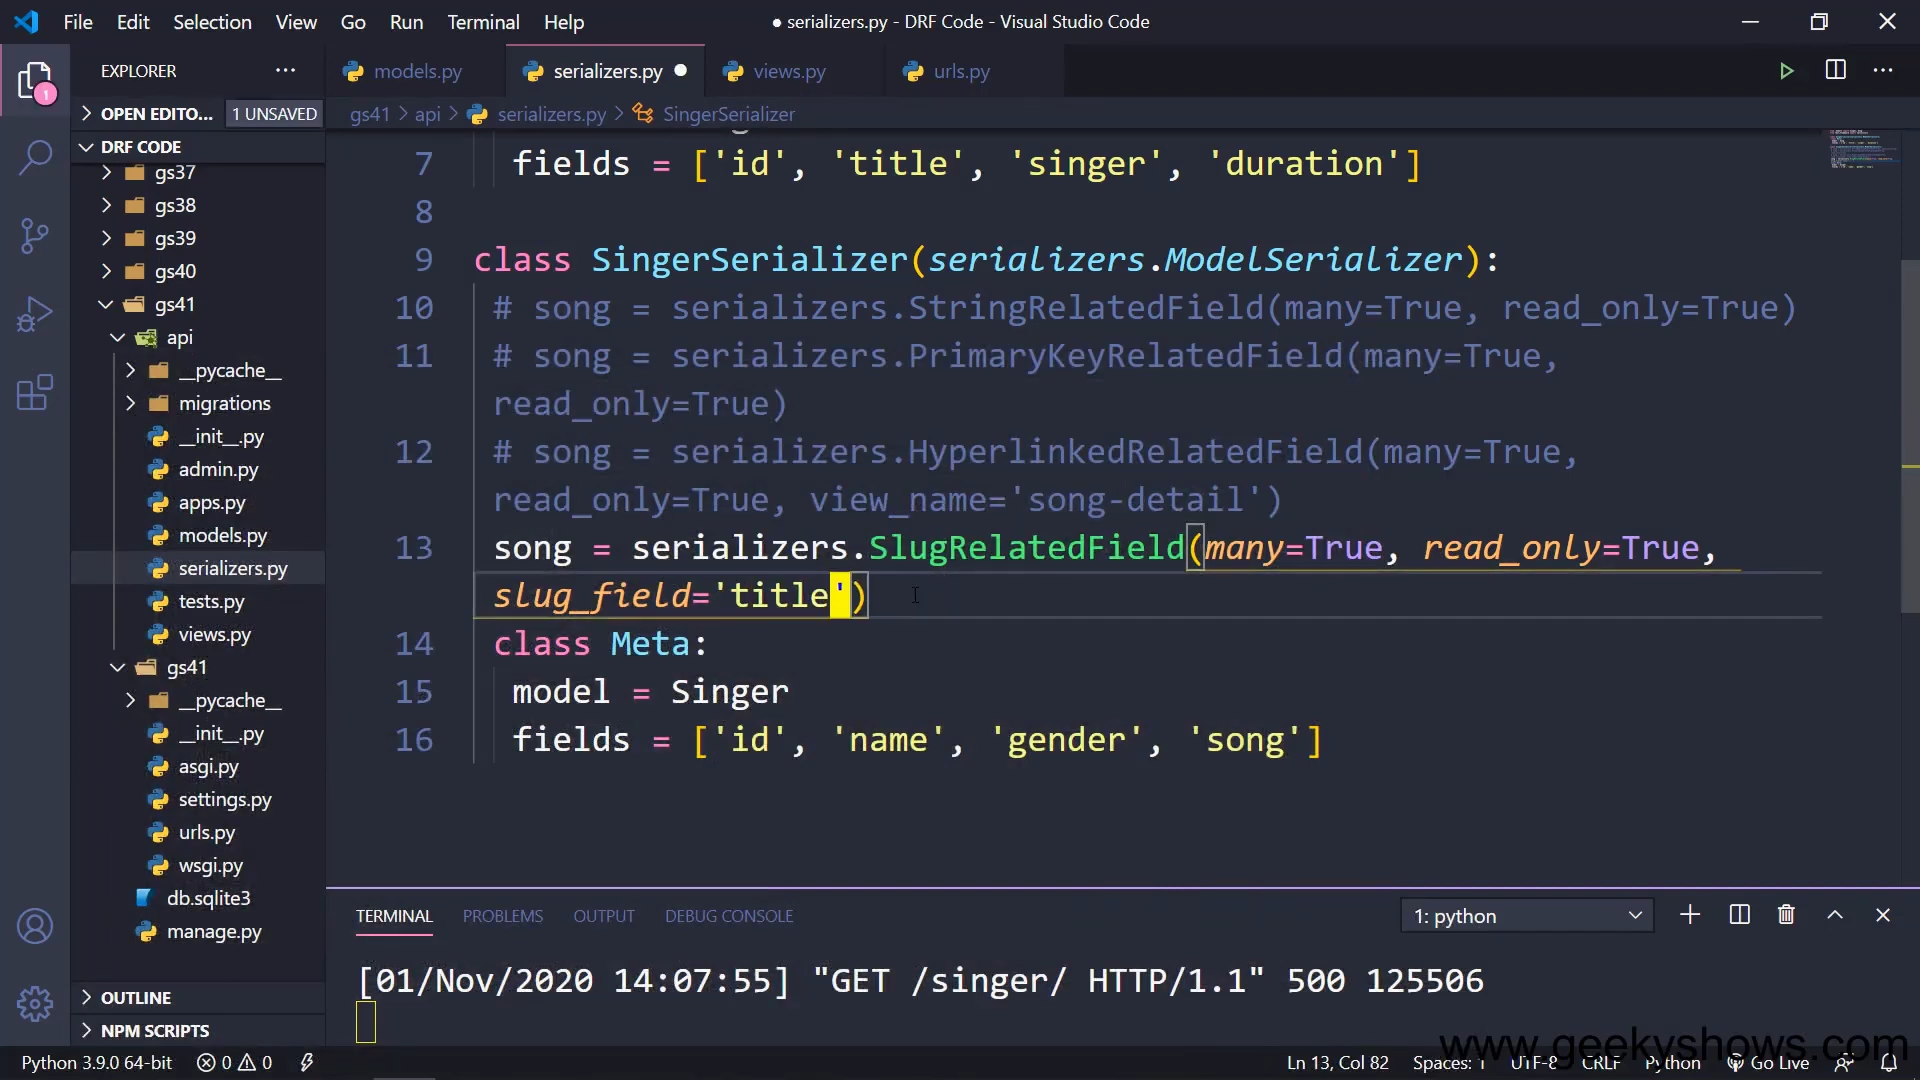 File Edit Selection View Go Run Terminal Help
● serializers.py - DRF Code - Visual Studio Code
EXPLORER
models.py serializers.py views.py urls.py
1
OPEN EDITO... 1 UNSAVED
gs41 > api > serializers.py > SingerSerializer
DRF CODE
gs37
gs38
gs39
gs40
gs41
api
__pycache__
migrations
__init__.py
admin.py
apps.py
models.py
serializers.py
tests.py
views.py
gs41
__pycache__
__init__.py
asgi.py
settings.py
urls.py
wsgi.py
db.sqlite3
manage.py
OUTLINE
NPM SCRIPTS
7 fields = ['id', 'title', 'singer', 'duration']
8
9 class SingerSerializer(serializers.ModelSerializer):
10 # song = serializers.StringRelatedField(many=True, read_only=True)
11 # song = serializers.PrimaryKeyRelatedField(many=True,
read_only=True)
12 # song = serializers.HyperlinkedRelatedField(many=True,
read_only=True, view_name='song-detail')
13 song = serializers.SlugRelatedField(many=True, read_only=True,
slug_field='title')
14 class Meta:
15 model = Singer
16 fields = ['id', 'name', 'gender', 'song']
TERMINAL PROBLEMS OUTPUT DEBUG CONSOLE 1: python
[01/Nov/2020 14:07:55] "GET /singer/ HTTP/1.1" 500 125506
www.geekyshows.com
Python 3.9.0 64-bit 0 0 Ln 13, Col 82 Spaces: 1 UTF-8 CRLF Python Go Live